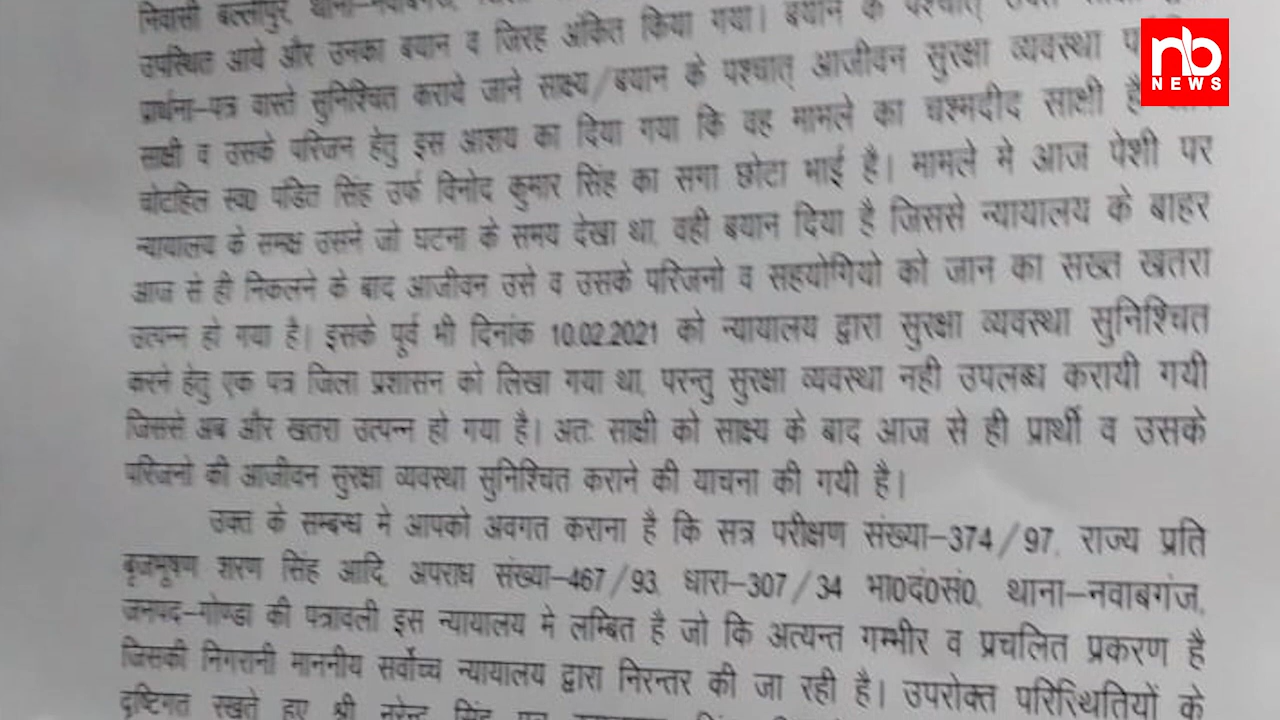 nb
NEWS
निवासी बल्लीपुर, थाना-नवाबगंज,
उपस्थित आये और उनका बयान व जिरह अंकित किया गया। बयान के पश्चात्
प्रार्थना-पत्र वास्ते सुनिश्चित कराये जाने साक्ष्य/बयान के पश्चात् आजीवन सुरक्षा व्यवस्था
साक्षी व उसके परिजन हेतु इस आशय का दिया गया कि वह मामले का चश्मदीद साक्षी है
चोटहिल स्व0 पंडित सिंह उर्फ विनोद कुमार सिंह का सगा छोटा भाई है। मामले मे आज पेशी पर
न्यायालय के समक्ष उसने जो घटना के समय देखा था, वही बयान दिया है जिससे न्यायालय के बाहर
आज से ही निकलने के बाद आजीवन उसे व उसके परिजनो व सहयोगियो को जान का सख्त खतरा
उत्पन्न हो गया है। इसके पूर्व भी दिनांक 10.02.2021 को न्यायालय द्वारा सुरक्षा व्यवस्था सुनिश्चित
करने हेतु एक पत्र जिला प्रशासन को लिखा गया था, परन्तु सुरक्षा व्यवस्था नही उपलब्ध करायी गयी
जिससे अब और खतरा उत्पन्न हो गया है। अतः साक्षी को साक्ष्य के बाद आज से ही प्रार्थी व उसके
परिजनो की आजीवन सुरक्षा व्यवस्था सुनिश्चित कराने की याचना की गयी है।
उक्त के सम्बन्ध मे आपको अवगत कराना है कि सत्र परीक्षण संख्या-374/97, राज्य प्रति
बृजभूषण शरण सिंह आदि, अपराध संख्या-467/93, धारा-307/34 भा0दं0सं0, थाना-नवाबगंज,
जनपद-गोण्डा की पत्रावली इस न्यायालय मे लम्बित है जो कि अत्यन्त गम्भीर व प्रचलित प्रकरण है
जिसकी निगरानी माननीय सर्वोच्च न्यायालय द्वारा निरन्तर की जा रही है। उपरोक्त परिस्थितियों के
दृष्टिगत रखते हुए श्री नरेन्द्र सिंह